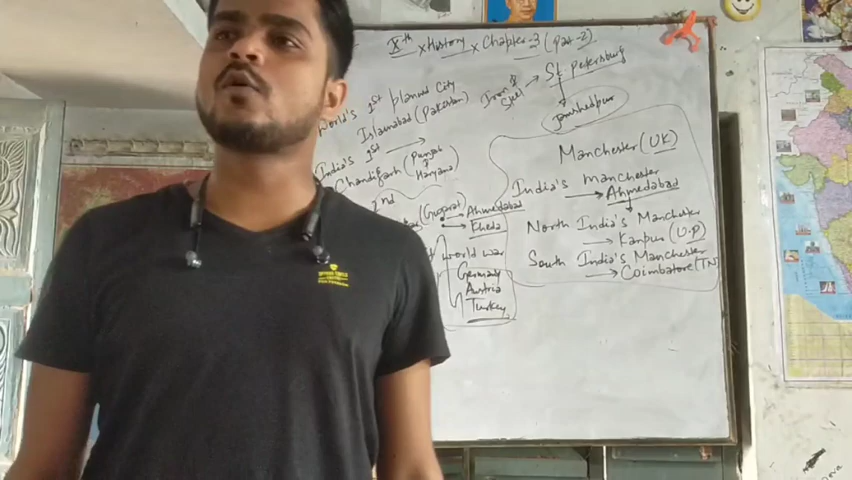 Xth x History x Chapter-3 (Part-2)
World's 1st planned City
Islamabad (Pakistan)
India's 1st
Chandigarh (Punjab & Haryana)
Iron & Steel → St. Petersburg
Jamshedpur
Manchester (UK)
India's Manchester
→ Ahmedabad
North India's Manchester
→ Kanpur (U.P)
South India's Manchester
→ Coimbatore (TN)
2nd
(Gujarat) Ahmedabad
Kheda
world war
Germany
Austria
Turkey